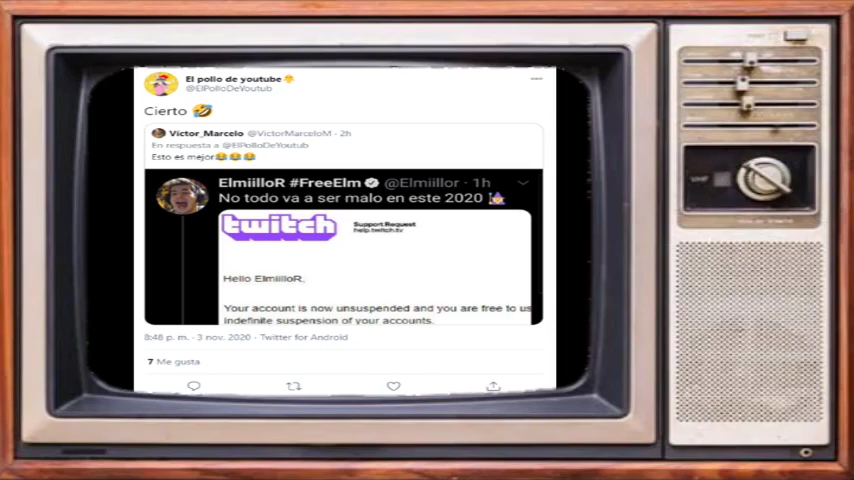 El pollo de youtube
@ElPolloDeYoutub
Cierto 🤣
Víctor_Marcelo @VictorMarceloM · 2h
En respuesta a @ElPolloDeYoutub
Esto es mejor😂😂😂
ElmiilloR #FreeElm @Elmiillor · 1h
No todo va a ser malo en este 2020
twitch
Support Request
help.twitch.tv
Hello ElmiilloR,
Your account is now unsuspended and you are free to us
indefinite suspension of your accounts.
8:48 p. m. · 3 nov. 2020 · Twitter for Android
7 Me gusta
VHF